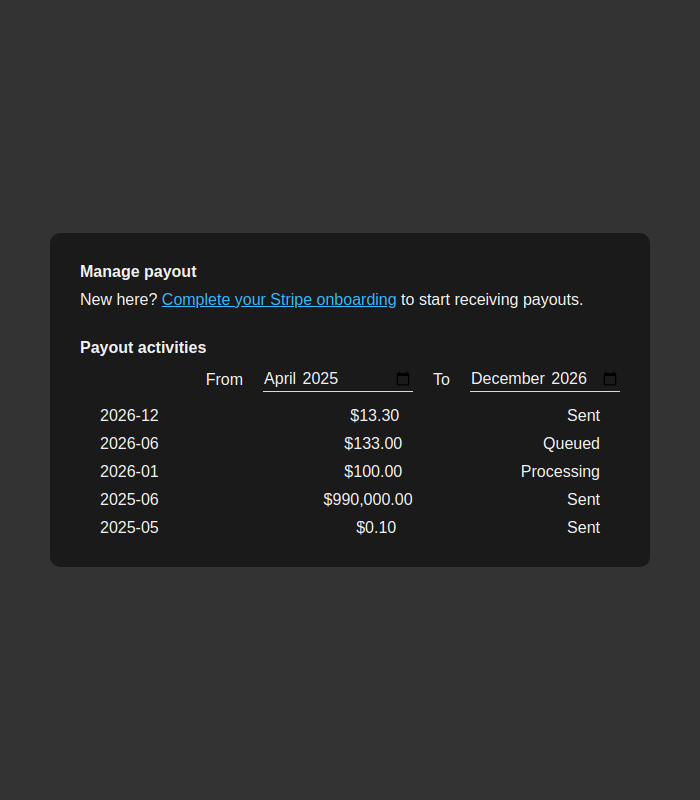 Manage payout
New here? Complete your Stripe onboarding to start receiving payouts.
Payout activities
From April 2025 To December 2026
2026-12 $13.30 Sent
2026-06 $133.00 Queued
2026-01 $100.00 Processing
2025-06 $990,000.00 Sent
2025-05 $0.10 Sent